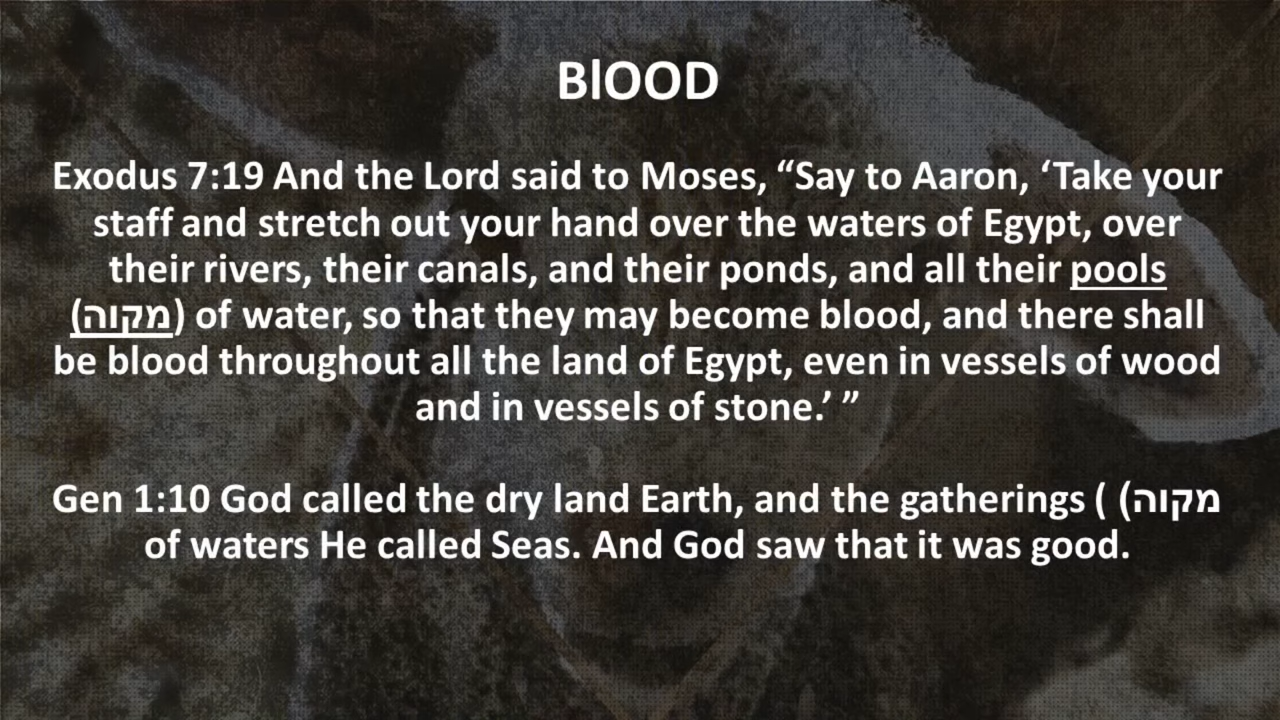 BlOOD
Exodus 7:19 And the Lord said to Moses, “Say to Aaron, ‘Take your
staff and stretch out your hand over the waters of Egypt, over
their rivers, their canals, and their ponds, and all their pools
(מקוה) of water, so that they may become blood, and there shall
be blood throughout all the land of Egypt, even in vessels of wood
and in vessels of stone.’ ”
Gen 1:10 God called the dry land Earth, and the gatherings ( (מקוה
of waters He called Seas. And God saw that it was good.